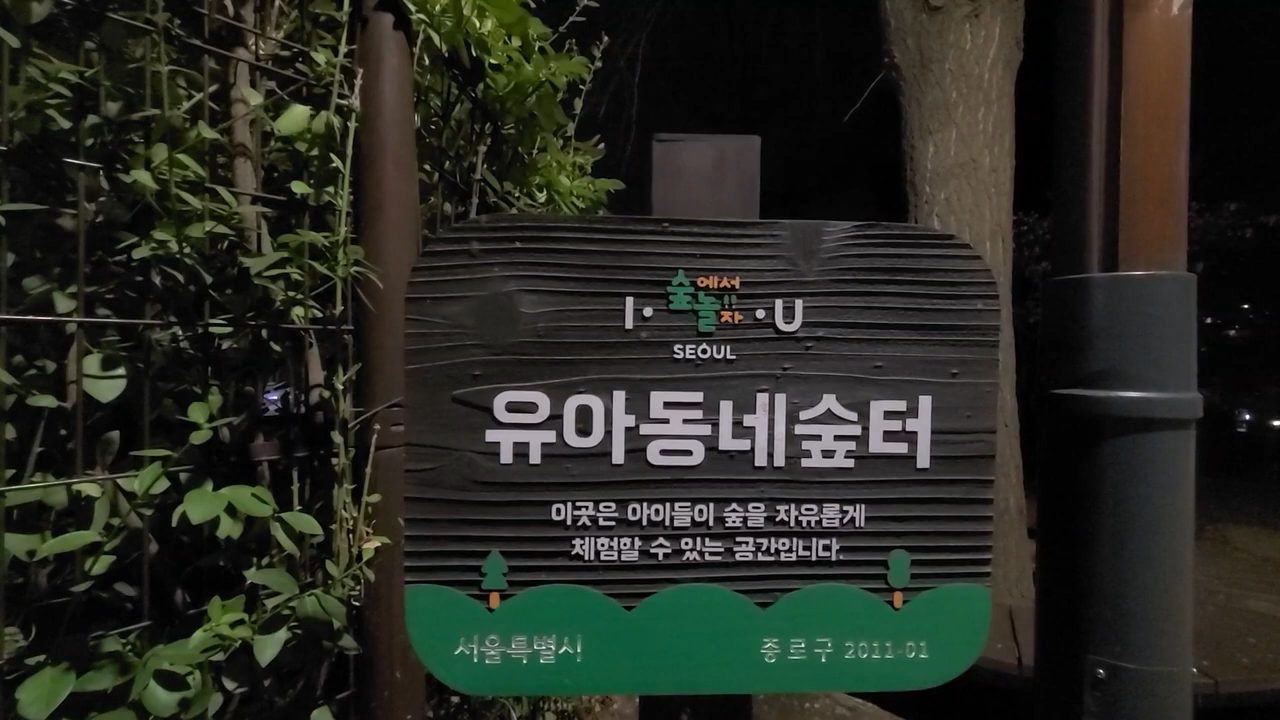 I· 숲에서 놀자 ·U
SEOUL
유아동네숲터
이곳은 아이들이 숲을 자유롭게
체험할 수 있는 공간입니다.
서울특별시
종로구 2011-01